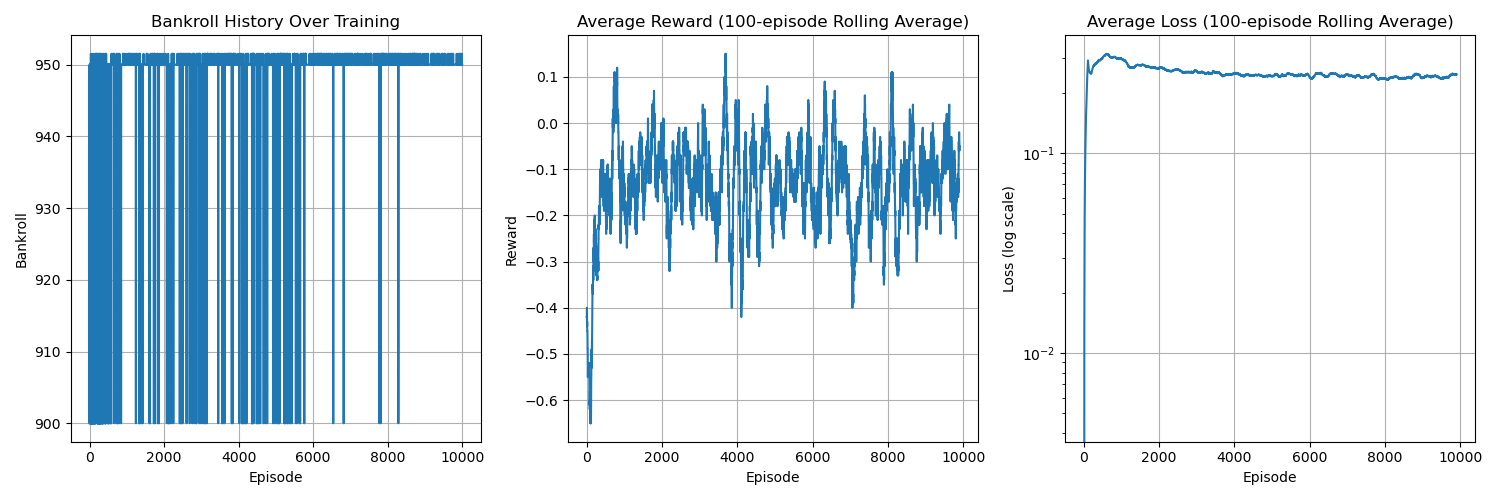 Bankroll History Over Training
Bankroll
950
940
930
920
910
900
0 2000 4000 6000 8000 10000
Episode
Average Reward (100-episode Rolling Average)
Reward
0.1
0.0
−0.1
−0.2
−0.3
−0.4
−0.5
−0.6
0 2000 4000 6000 8000 10000
Episode
Average Loss (100-episode Rolling Average)
Loss (log scale)
10⁻¹
10⁻²
0 2000 4000 6000 8000 10000
Episode